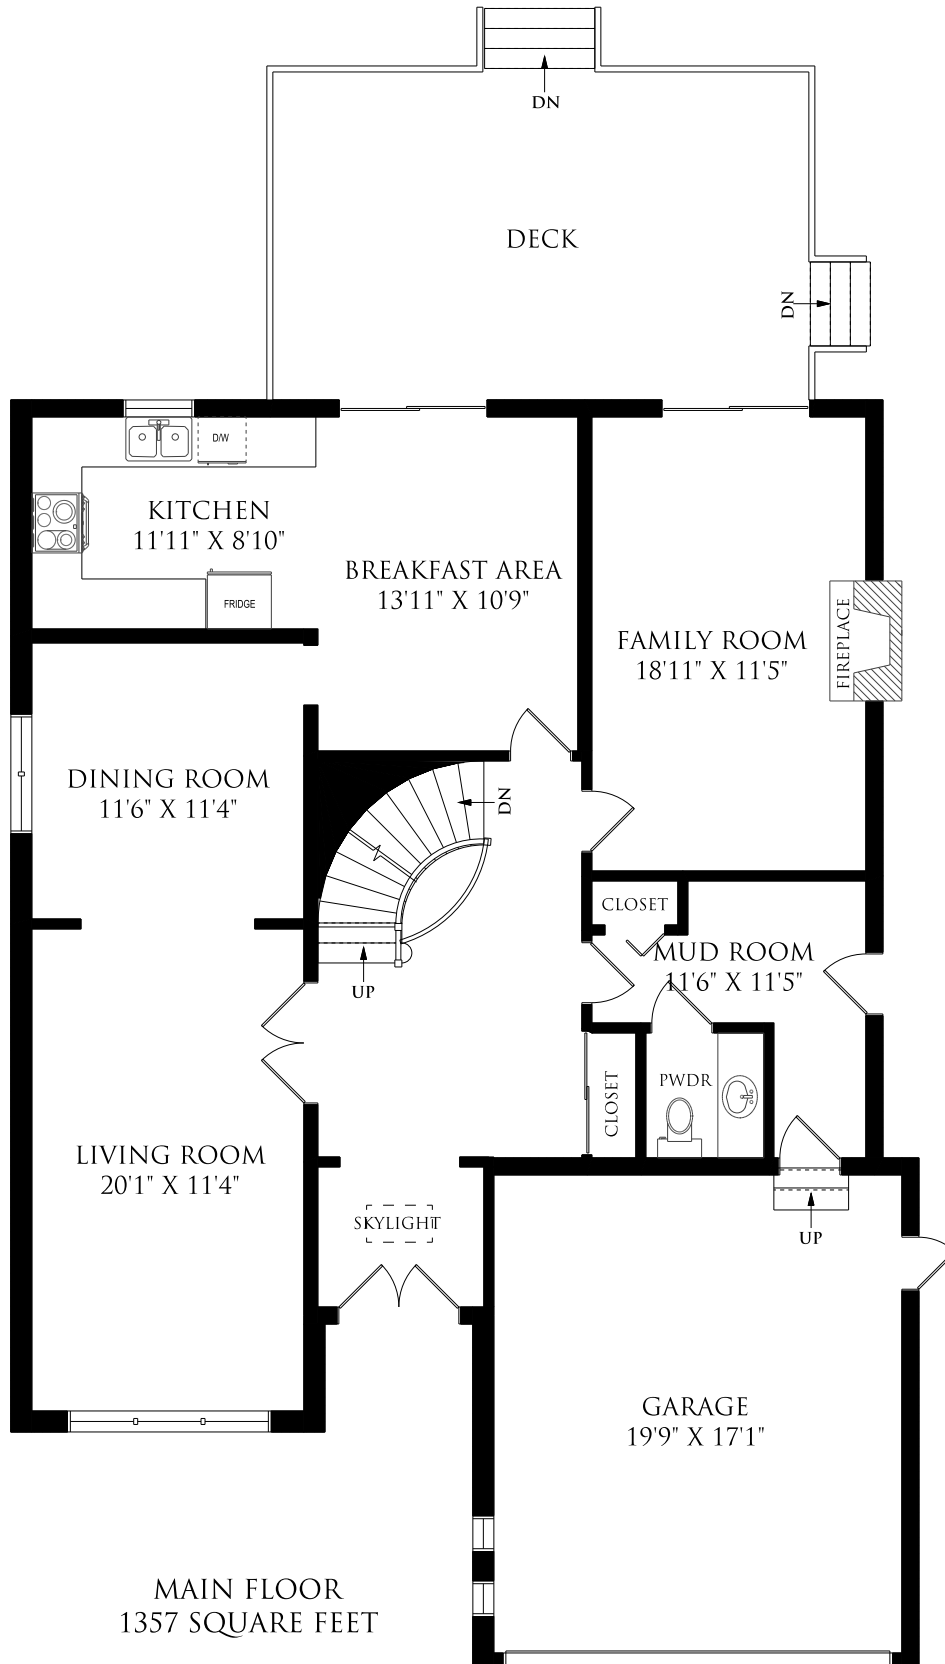 DN
DECK
DN
D/W
KITCHEN
11'11" X 8'10"
BREAKFAST AREA
13'11" X 10'9"
FRIDGE
FAMILY ROOM
18'11" X 11'5"
FIREPLACE
DINING ROOM
11'6" X 11'4"
DN
CLOSET
MUD ROOM
11'6" X 11'5"
UP
PWDR
CLOSET
LIVING ROOM
20'1" X 11'4"
SKYLIGHT
UP
GARAGE
19'9" X 17'1"
MAIN FLOOR
1357 SQUARE FEET